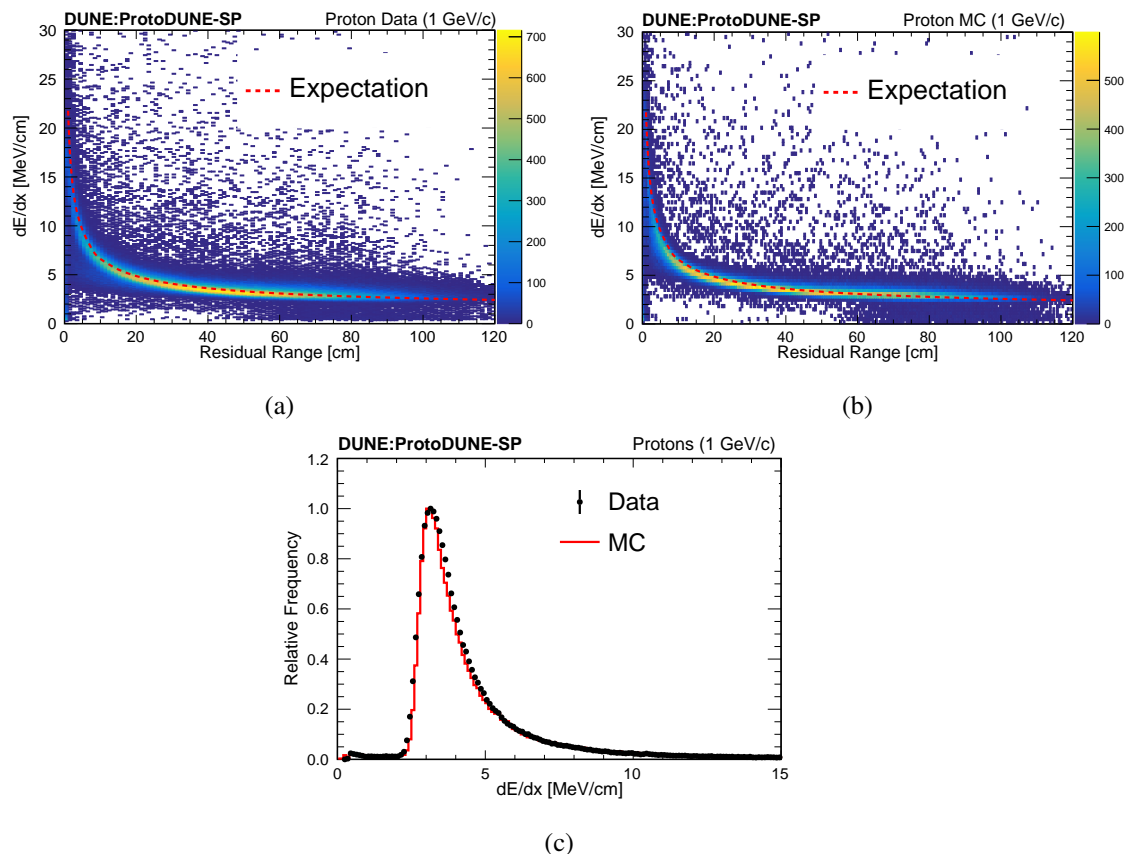 DUNE:ProtoDUNE-SP Proton Data (1 GeV/c)
30
25
20
15
10
5
0
dE/dx [MeV/cm]
Expectation
700
600
500
400
300
200
100
0
0 20 40 60 80 100 120
Residual Range [cm]
(a)
DUNE:ProtoDUNE-SP Proton MC (1 GeV/c)
30
25
20
15
10
5
0
dE/dx [MeV/cm]
Expectation
500
400
300
200
100
0
0 20 40 60 80 100 120
Residual Range [cm]
(b)
DUNE:ProtoDUNE-SP Protons (1 GeV/c)
1.2
1.0
0.8
0.6
0.4
0.2
0.0
Relative Frequency
Data
MC
0 5 10 15
dE/dx [MeV/cm]
(c)